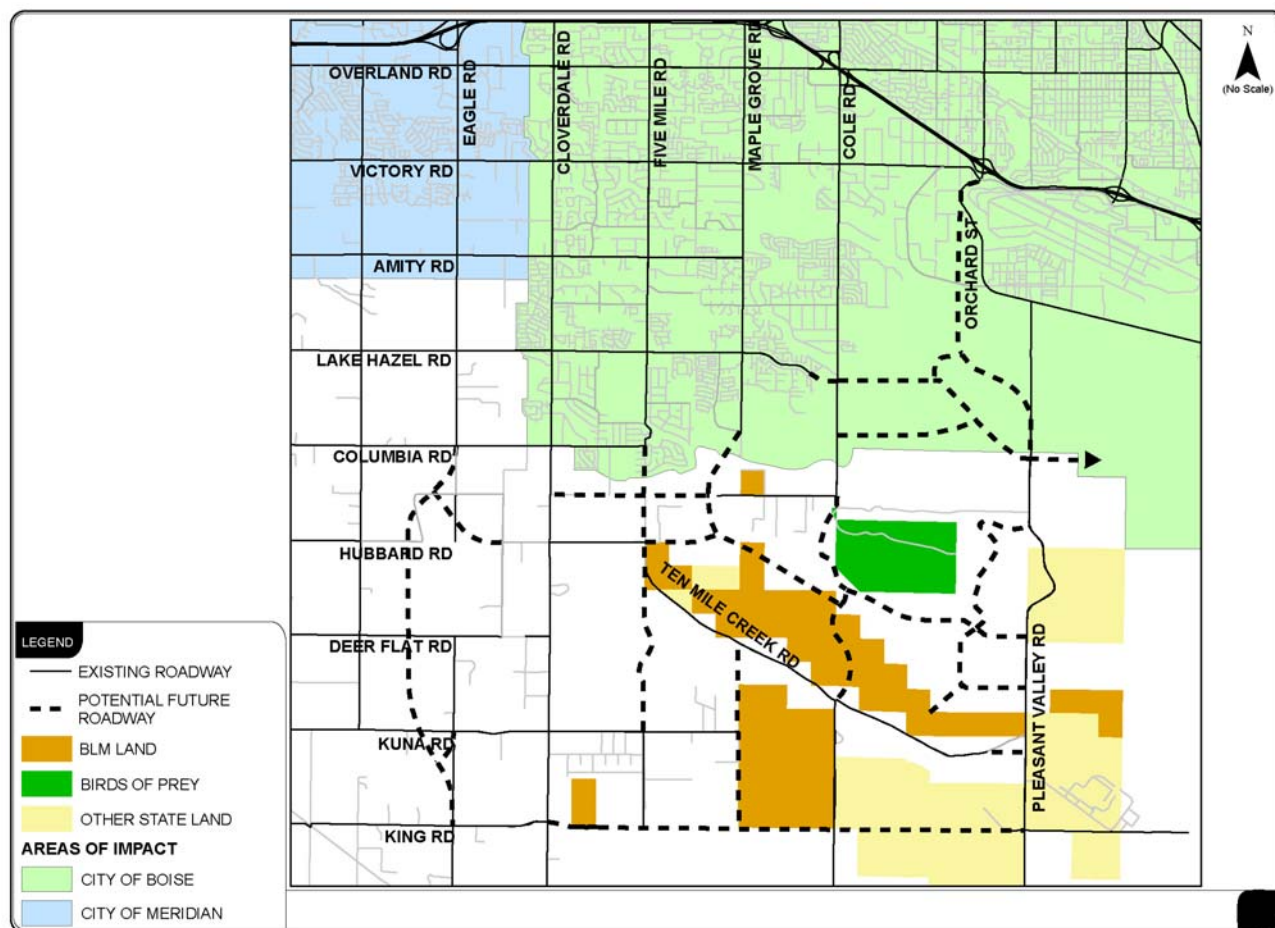 OVERLAND RD
EAGLE RD
CLOVERDALE RD
FIVE MILE RD
MAPLE GROVE RD
COLE RD
N
(No Scale)
VICTORY RD
ORCHARD ST
AMITY RD
LAKE HAZEL RD
COLUMBIA RD
HUBBARD RD
TEN MILE CREEK RD
DEER FLAT RD
PLEASANT VALLEY RD
KUNA RD
KING RD
LEGEND
EXISTING ROADWAY
POTENTIAL FUTURE
ROADWAY
BLM LAND
BIRDS OF PREY
OTHER STATE LAND
AREAS OF IMPACT
CITY OF BOISE
CITY OF MERIDIAN